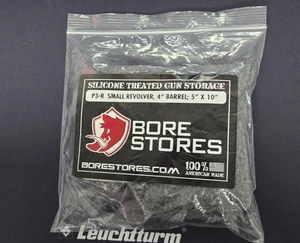 SILICONE TREATED GUN STORAGE
P3-R SMALL REVOLVER, 4" BARREL; 5" X 10"
BORE
STORES
BORESTORES.COM
100%
AMERICAN MADE
Leuchtturm